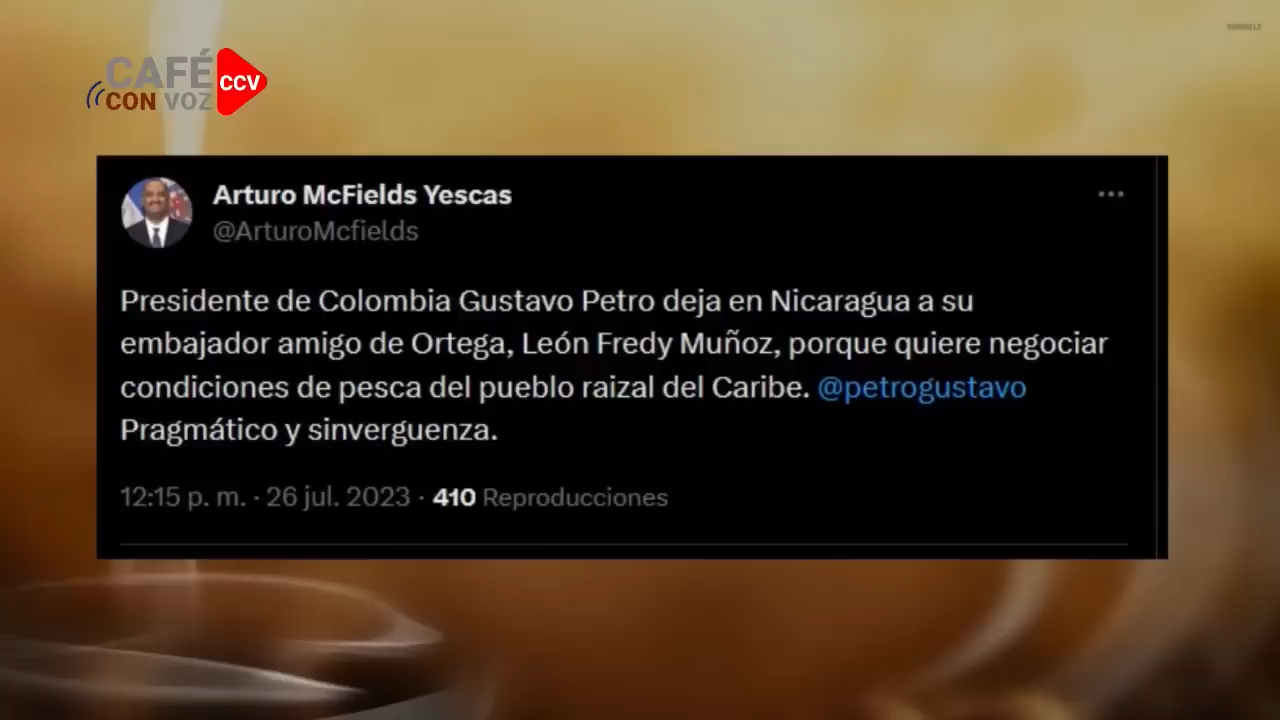 CAFÉ
CON VOZ
CCV
Arturo McFields Yescas
@ArturoMcfields
Presidente de Colombia Gustavo Petro deja en Nicaragua a su
embajador amigo de Ortega, León Fredy Muñoz, porque quiere negociar
condiciones de pesca del pueblo raizal del Caribe. @petrogustavo
Pragmático y sinverguenza.
12:15 p. m. · 26 jul. 2023 · 410 Reproducciones